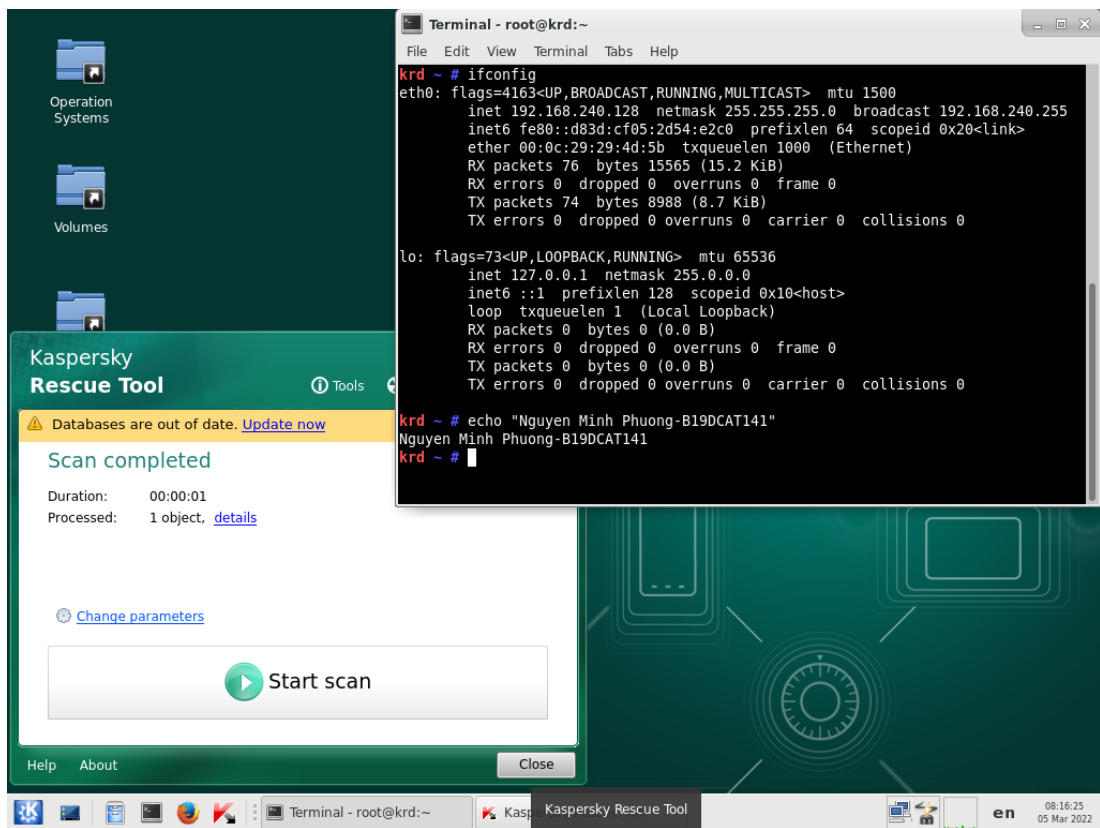 Operation
Systems
Volumes
Terminal - root@krd:~
File Edit View Terminal Tabs Help
krd ~ # ifconfig
eth0: flags=4163<UP,BROADCAST,RUNNING,MULTICAST>  mtu 1500
        inet 192.168.240.128  netmask 255.255.255.0  broadcast 192.168.240.255
        inet6 fe80::d83d:cf05:2d54:e2c0  prefixlen 64  scopeid 0x20<link>
        ether 00:0c:29:29:4d:5b  txqueuelen 1000  (Ethernet)
        RX packets 76  bytes 15565 (15.2 KiB)
        RX errors 0  dropped 0  overruns 0  frame 0
        TX packets 74  bytes 8988 (8.7 KiB)
        TX errors 0  dropped 0 overruns 0  carrier 0  collisions 0
lo: flags=73<UP,LOOPBACK,RUNNING>  mtu 65536
        inet 127.0.0.1  netmask 255.0.0.0
        inet6 ::1  prefixlen 128  scopeid 0x10<host>
        loop  txqueuelen 1  (Local Loopback)
        RX packets 0  bytes 0 (0.0 B)
        RX errors 0  dropped 0  overruns 0  frame 0
        TX packets 0  bytes 0 (0.0 B)
        TX errors 0  dropped 0 overruns 0  carrier 0  collisions 0
krd ~ # echo "Nguyen Minh Phuong-B19DCAT141"
Nguyen Minh Phuong-B19DCAT141
krd ~ #
Kaspersky
Rescue Tool
Tools
Databases are out of date. Update now
Scan completed
Duration: 00:00:01
Processed: 1 object, details
Change parameters
Start scan
Help About Close
Terminal - root@krd:~
Kaspersky Rescue Tool
en
08:16:25
05 Mar 2022